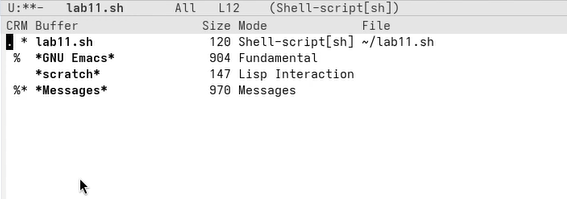 U:**-  lab11.sh      All   L12    (Shell-script[sh])
CRM Buffer                Size Mode            File
. * lab11.sh               120 Shell-script[sh] ~/lab11.sh
 %  *GNU Emacs*            904 Fundamental
    *scratch*              147 Lisp Interaction
 %* *Messages*             970 Messages